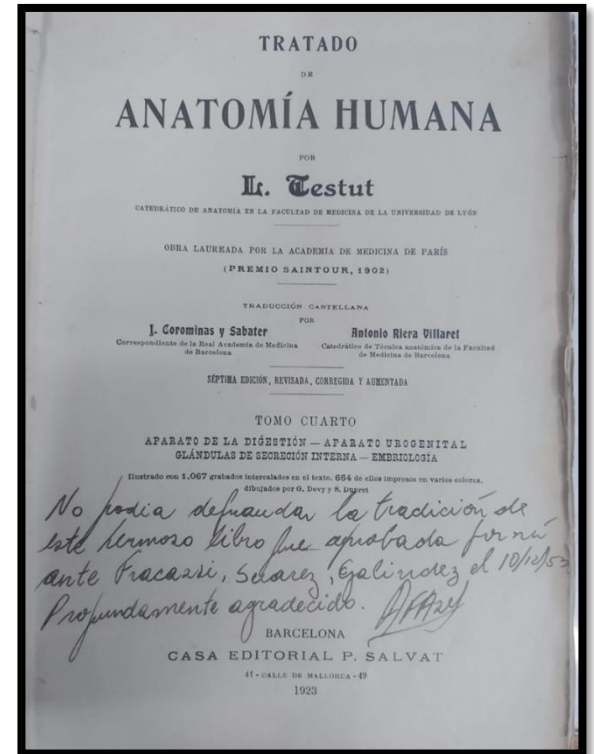 TRATADO
DE
ANATOMÍA HUMANA
POR
L. Testut
CATEDRÁTICO DE ANATOMÍA EN LA FACULTAD DE MEDICINA DE LA UNIVERSIDAD DE LYÓN
OBRA LAUREADA POR LA ACADEMIA DE MEDICINA DE PARÍS
(PREMIO SAINTOUR, 1902)
TRADUCCIÓN CASTELLANA
POR
J. Corominas y Sabater
Correspondiente de la Real Academia de Medicina
de Barcelona
Antonio Riera Villaret
Catedrático de Técnica anatómica de la Facultad
de Medicina de Barcelona
SÉPTIMA EDICIÓN, REVISADA, CORREGIDA Y AUMENTADA
TOMO CUARTO
APARATO DE LA DIGESTIÓN — APARATO UROGENITAL
GLÁNDULAS DE SECRECIÓN INTERNA — EMBRIOLOGÍA
Ilustrado con 1,067 grabados intercalados en el texto, 664 de ellos impresos en varios colores,
dibujados por G. Devy y S. Dupret
No podia defraudar la tradición de
este hermoso libro fue aprobada por mí
ante Fracassi, Suarez, Galindez el 10/12/53
Profundamente agradecido.
BARCELONA
CASA EDITORIAL P. SALVAT
41 - CALLE DE MALLORCA - 49
1923